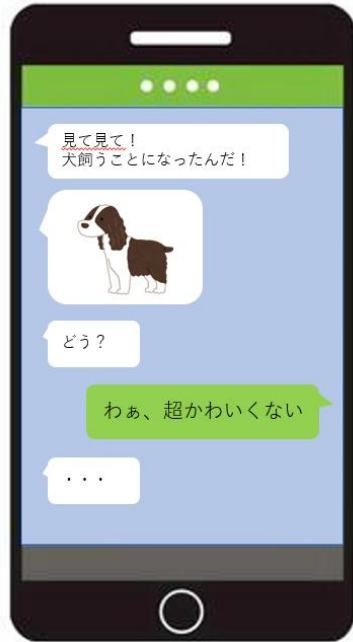 見て見て！
犬飼うことになったんだ！
どう？
わぁ、超かわいくない
・・・